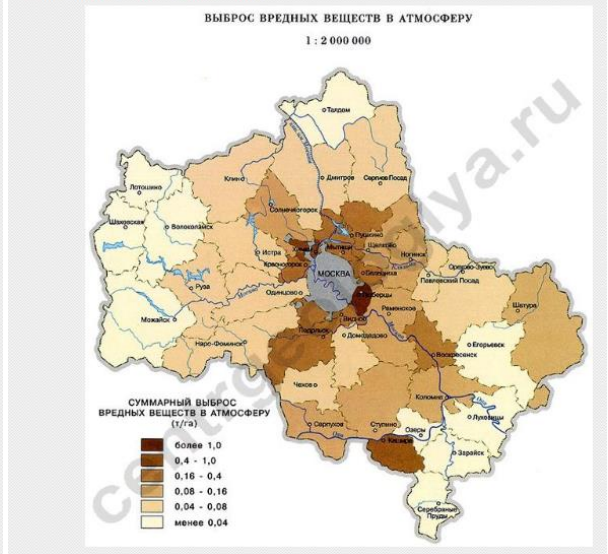 ВЫБРОС ВРЕДНЫХ ВЕЩЕСТВ В АТМОСФЕРУ
1 : 2 000 000
Талдом
Лотошино
Клин
Дмитров
Сергиев Посад
Шаховская
Волоколамск
Солнечногорск
Пушкино
Истра
Мытищи
Щёлково
Ногинск
Красногорск
МОСКВА
Балашиха
Орехово-Зуево
Павловский Посад
Руза
Москва
Одинцово
Люберцы
Раменское
Шатура
Можайск
Видное
Наро-Фоминск
Подольск
Домодедово
Егорьевск
Воскресенск
Чехов
Коломна
Серпухов
Ступино
Озеры
Луховицы
Ока
Кашира
Зарайск
Серебряные
Пруды
СУММАРНЫЙ ВЫБРОС
ВРЕДНЫХ ВЕЩЕСТВ В АТМОСФЕРУ
(т/га)
более 1,0
0,4 - 1,0
0,16 - 0,4
0,08 - 0,16
0,04 - 0,08
менее 0,04